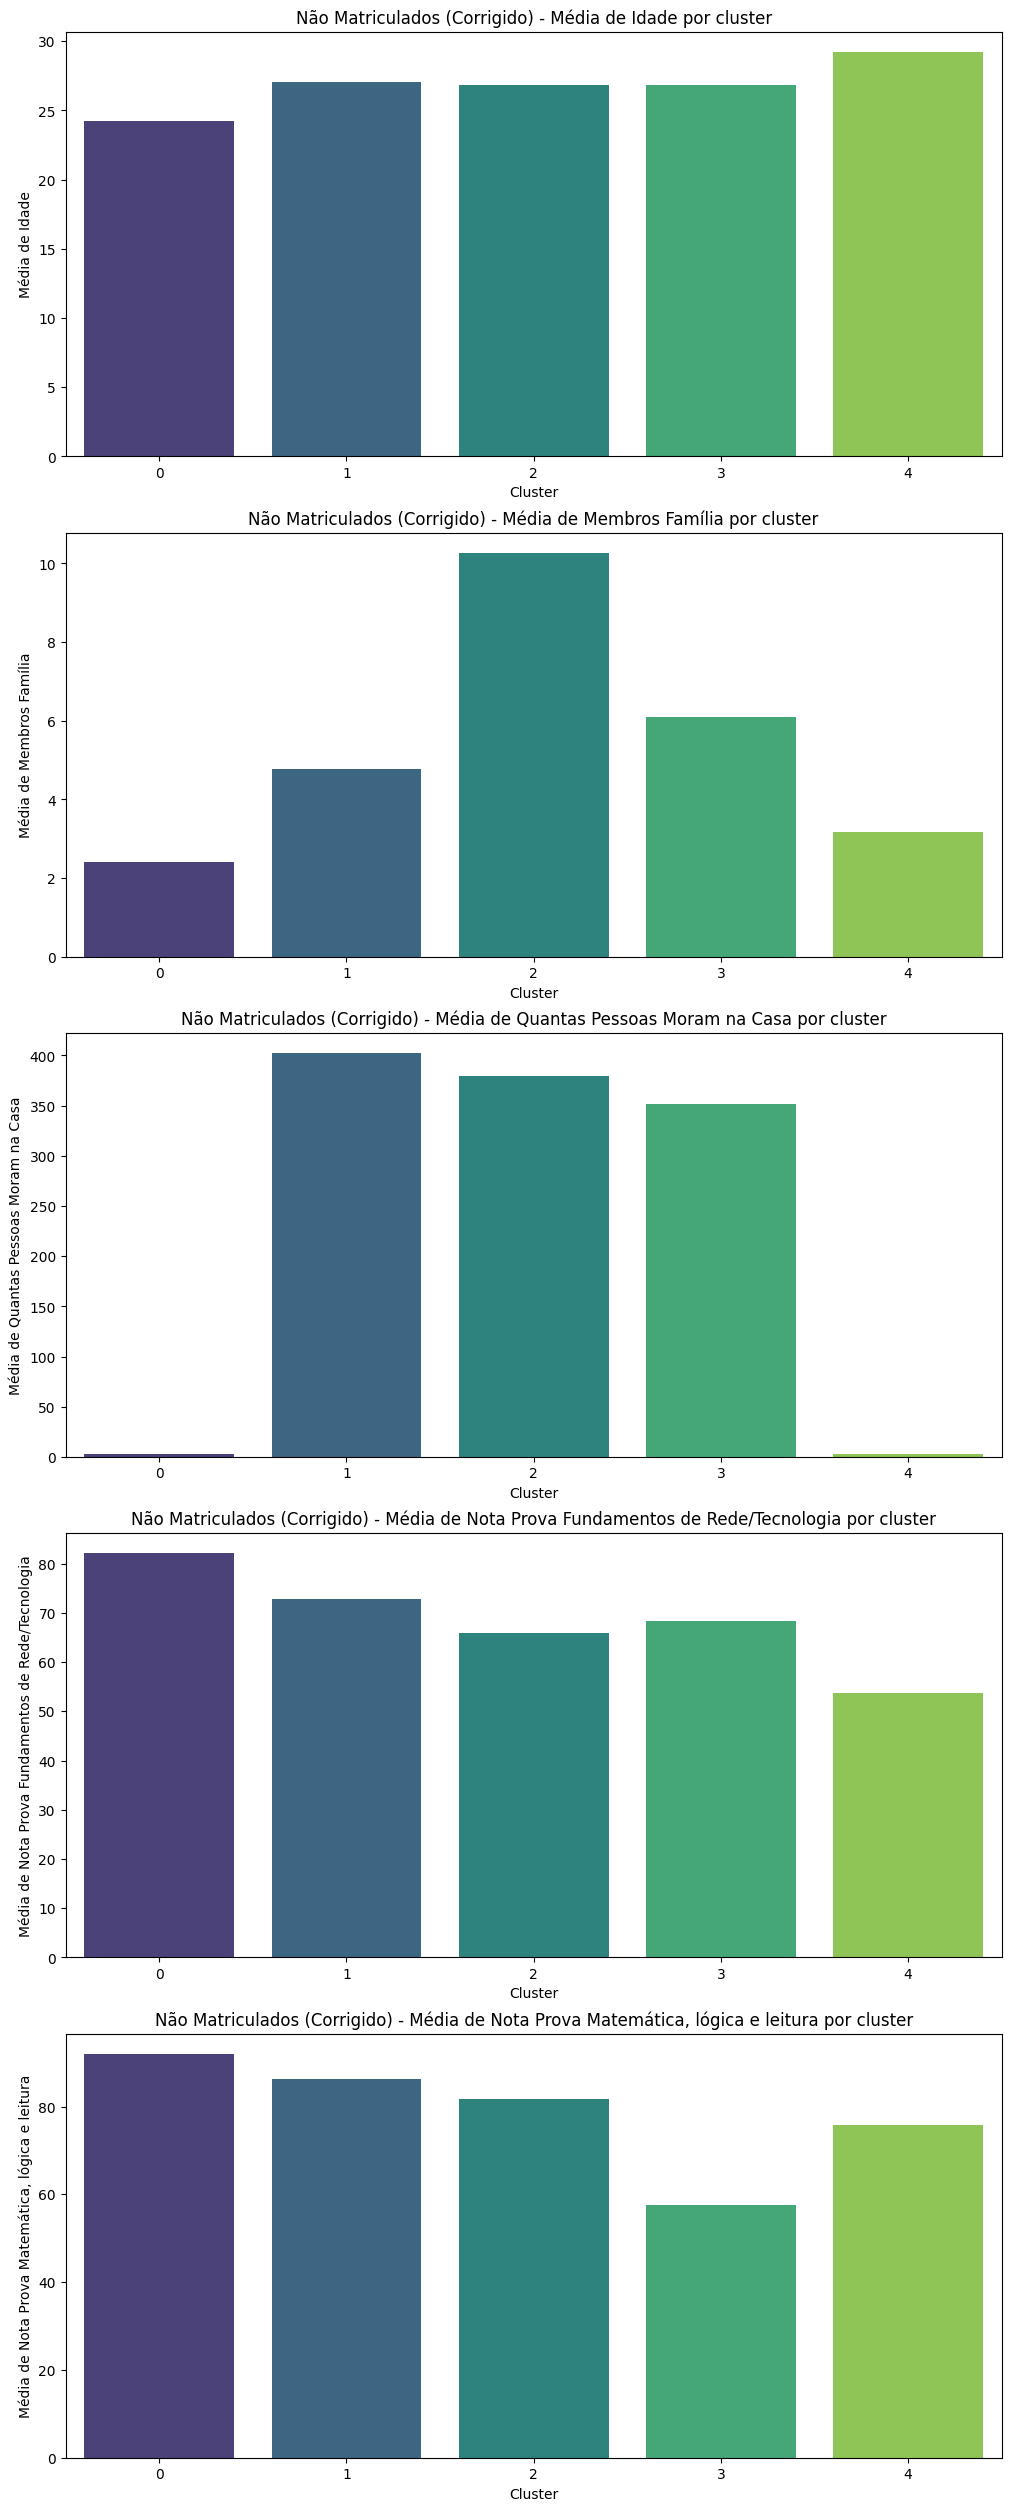 Não Matriculados (Corrigido) - Média de Idade por cluster
Média de Idade
30
25
20
15
10
5
0
0 1 2 3 4
Cluster
Não Matriculados (Corrigido) - Média de Membros Família por cluster
Média de Membros Família
10
8
6
4
2
0
0 1 2 3 4
Cluster
Não Matriculados (Corrigido) - Média de Quantas Pessoas Moram na Casa por cluster
Média de Quantas Pessoas Moram na Casa
400
350
300
250
200
150
100
50
0
0 1 2 3 4
Cluster
Não Matriculados (Corrigido) - Média de Nota Prova Fundamentos de Rede/Tecnologia por cluster
Média de Nota Prova Fundamentos de Rede/Tecnologia
80
70
60
50
40
30
20
10
0
0 1 2 3 4
Cluster
Não Matriculados (Corrigido) - Média de Nota Prova Matemática, lógica e leitura por cluster
Média de Nota Prova Matemática, lógica e leitura
80
60
40
20
0
0 1 2 3 4
Cluster